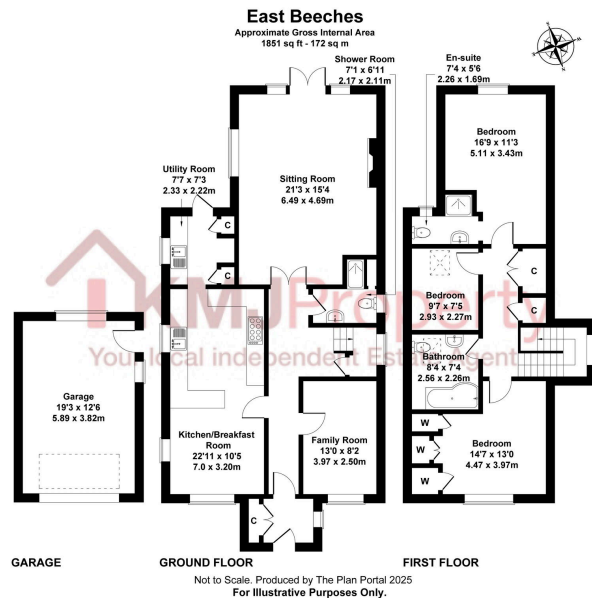 East Beeches
Approximate Gross Internal Area
1851 sq ft - 172 sq m
Shower Room
7'1 x 6'11
2.17 x 2.11m
En-suite
7'4 x 5'6
2.26 x 1.69m
Bedroom
16'9 x 11'3
5.11 x 3.43m
Utility Room
7'7 x 7'3
2.33 x 2.22m
Sitting Room
21'3 x 15'4
6.49 x 4.69m
C
C
C
C
Bedroom
9'7 x 7'5
2.93 x 2.27m
KMJ Property
Your local independent Estate Agent
Bathroom
8'4 x 7'4
2.56 x 2.26m
Garage
19'3 x 12'6
5.89 x 3.82m
Kitchen/Breakfast
Room
22'11 x 10'5
7.0 x 3.20m
Family Room
13'0 x 8'2
3.97 x 2.50m
Bedroom
14'7 x 13'0
4.47 x 3.97m
W
W
W
C
GARAGE
GROUND FLOOR
FIRST FLOOR
Not to Scale. Produced by The Plan Portal 2025
For Illustrative Purposes Only.